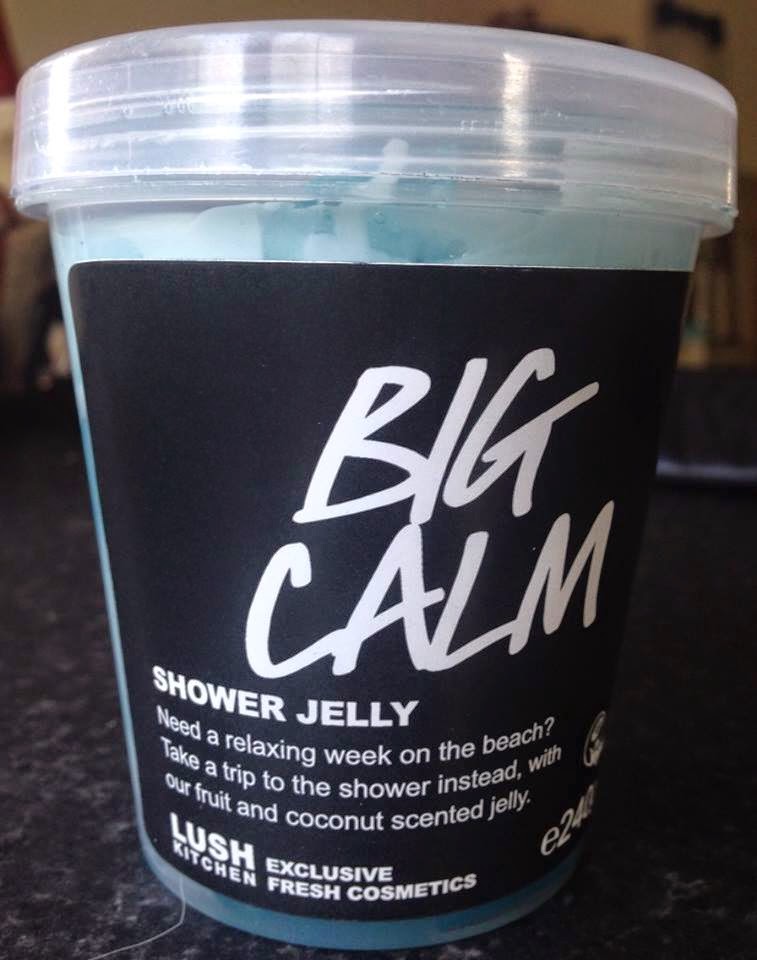 BIG
CALM
SHOWER JELLY
Need a relaxing week on the beach?
Take a trip to the shower instead, with
our fruit and coconut scented jelly.
LUSH
KITCHEN
EXCLUSIVE
FRESH COSMETICS